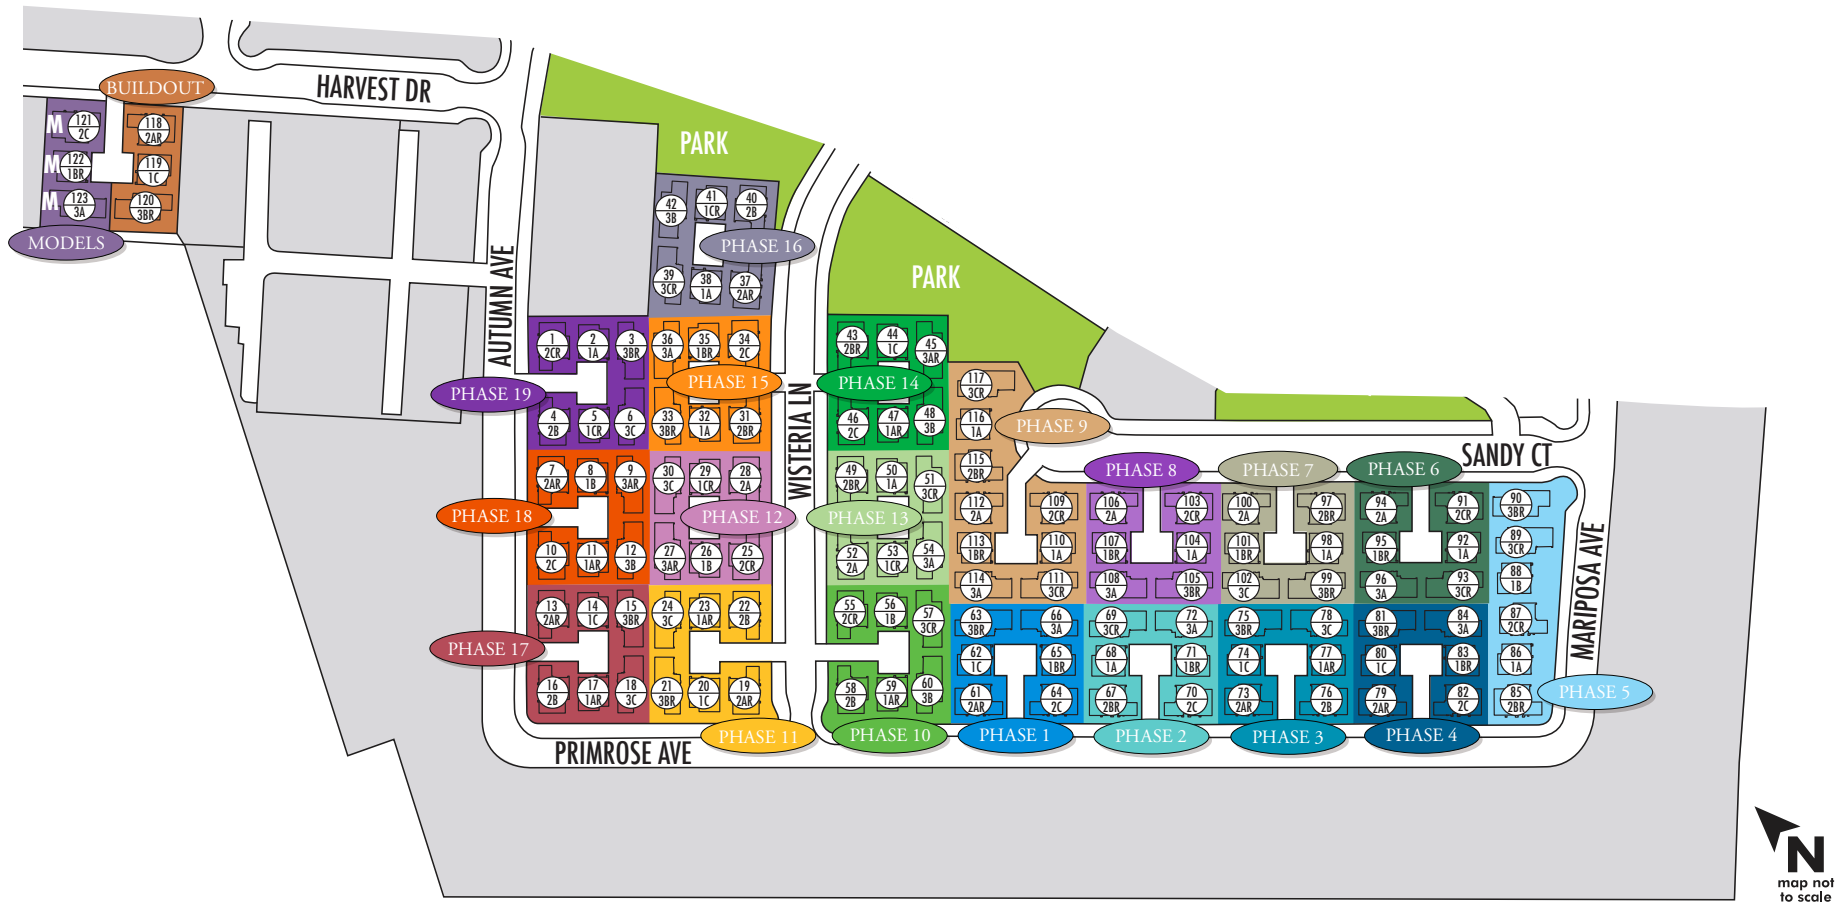 BUILDOUT
HARVEST DR
M
121
2C
118
2AR
M
122
1BR
119
1C
M
123
3A
120
3BR
MODELS
PARK
42
3B
41
1CR
40
2B
PHASE 16
39
3CR
38
1A
37
2AR
PARK
AUTUMN AVE
1
2CR
2
1A
3
3BR
PHASE 19
4
2B
5
1CR
6
3C
36
3A
35
1BR
34
2C
PHASE 15
33
3BR
32
1A
31
2BR
WISTERIA LN
43
2BR
44
1C
45
3AR
PHASE 14
46
2C
47
1AR
48
3B
117
3CR
116
1A
PHASE 9
115
2BR
112
2A
109
2CR
113
1BR
110
1A
114
3A
111
3CR
7
2AR
8
1B
9
3AR
PHASE 18
10
2C
11
1AR
12
3B
30
3C
29
1CR
28
2A
PHASE 12
27
3AR
26
1B
25
2CR
49
2BR
50
1A
51
3CR
PHASE 13
52
2A
53
1CR
54
3A
SANDY CT
PHASE 8
106
2A
103
2CR
107
1BR
104
1A
108
3A
105
3BR
PHASE 7
100
2A
97
2BR
101
1BR
98
1A
102
3C
99
3BR
PHASE 6
94
2A
91
2CR
95
1BR
92
1A
96
3A
93
3CR
90
3BR
89
3CR
88
1B
87
2CR
86
1A
85
2BR
PHASE 5
MARIPOSA AVE
13
2AR
14
1C
15
3BR
PHASE 17
16
2B
17
1AR
18
3C
24
3C
23
1AR
22
2B
21
3BR
20
1C
19
2AR
PHASE 11
55
2CR
56
1B
57
3CR
58
2B
59
1AR
60
3B
PHASE 10
63
3BR
66
3A
62
1C
65
1BR
61
2AR
64
2C
PHASE 1
69
3CR
72
3A
68
1A
71
1BR
67
2BR
70
2C
PHASE 2
75
3BR
78
3C
74
1C
77
1AR
73
2AR
76
2B
PHASE 3
81
3BR
84
3A
80
1C
83
1BR
79
2AR
82
2C
PHASE 4
PRIMROSE AVE
N
map not
to scale